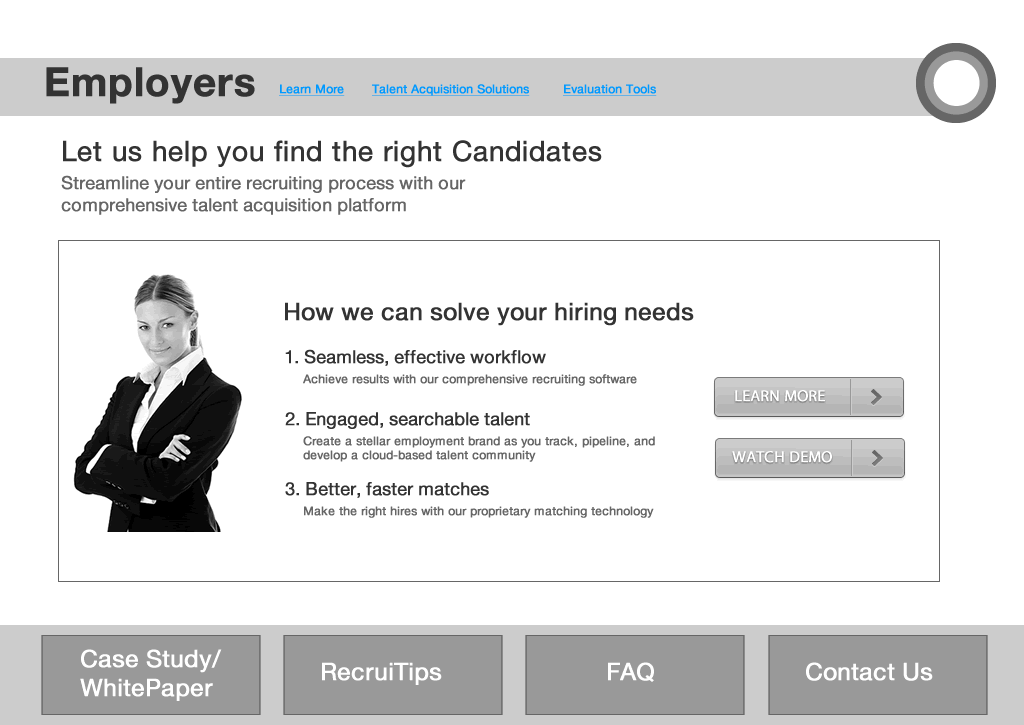 Employers
Learn More
Talent Acquisition Solutions
Evaluation Tools
Let us help you find the right Candidates
Streamline your entire recruiting process with our
comprehensive talent acquisition platform
How we can solve your hiring needs
1. Seamless, effective workflow
Achieve results with our comprehensive recruiting software
2. Engaged, searchable talent
Create a stellar employment brand as you track, pipeline, and
develop a cloud-based talent community
3. Better, faster matches
Make the right hires with our proprietary matching technology
LEARN MORE
WATCH DEMO
Case Study/
WhitePaper
RecruiTips
FAQ
Contact Us